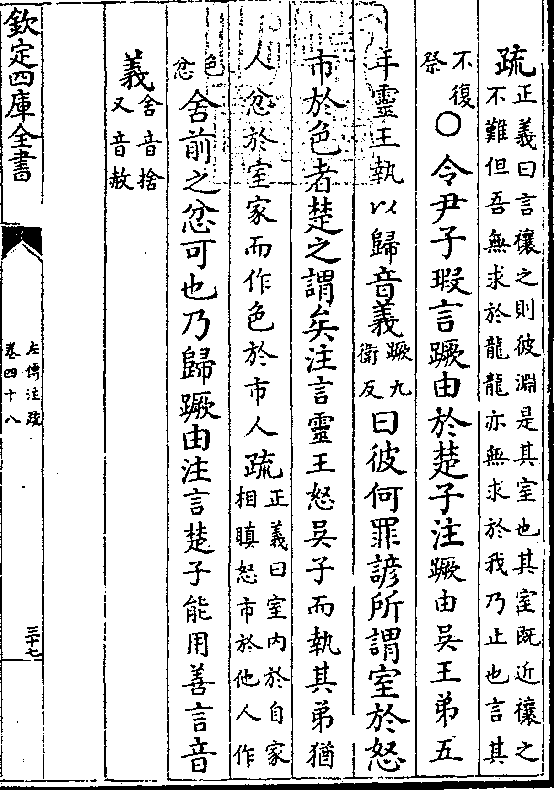 疏正義曰言禳之則彼淵是其室也其室既近禳之
不難但吾無求於龍龍亦無求於我乃止也言其
不復
祭○令尹子瑕言蹶由於楚子注蹶由吳王弟五
年靈王執以歸音義蹶九
衛反曰彼何罪諺所謂室於怒
市於色者楚之謂矣注言靈王怒吳子而執其弟猶
人忿於室家而作色於市人疏正義曰室内於自家
相瞋怒市於他人作
色
忿舍前之忿可也乃歸蹶由注言楚子能用善言音
義舍音捨
又音赦
欽定四庫全書
左傳注疏
卷四十八
三十七